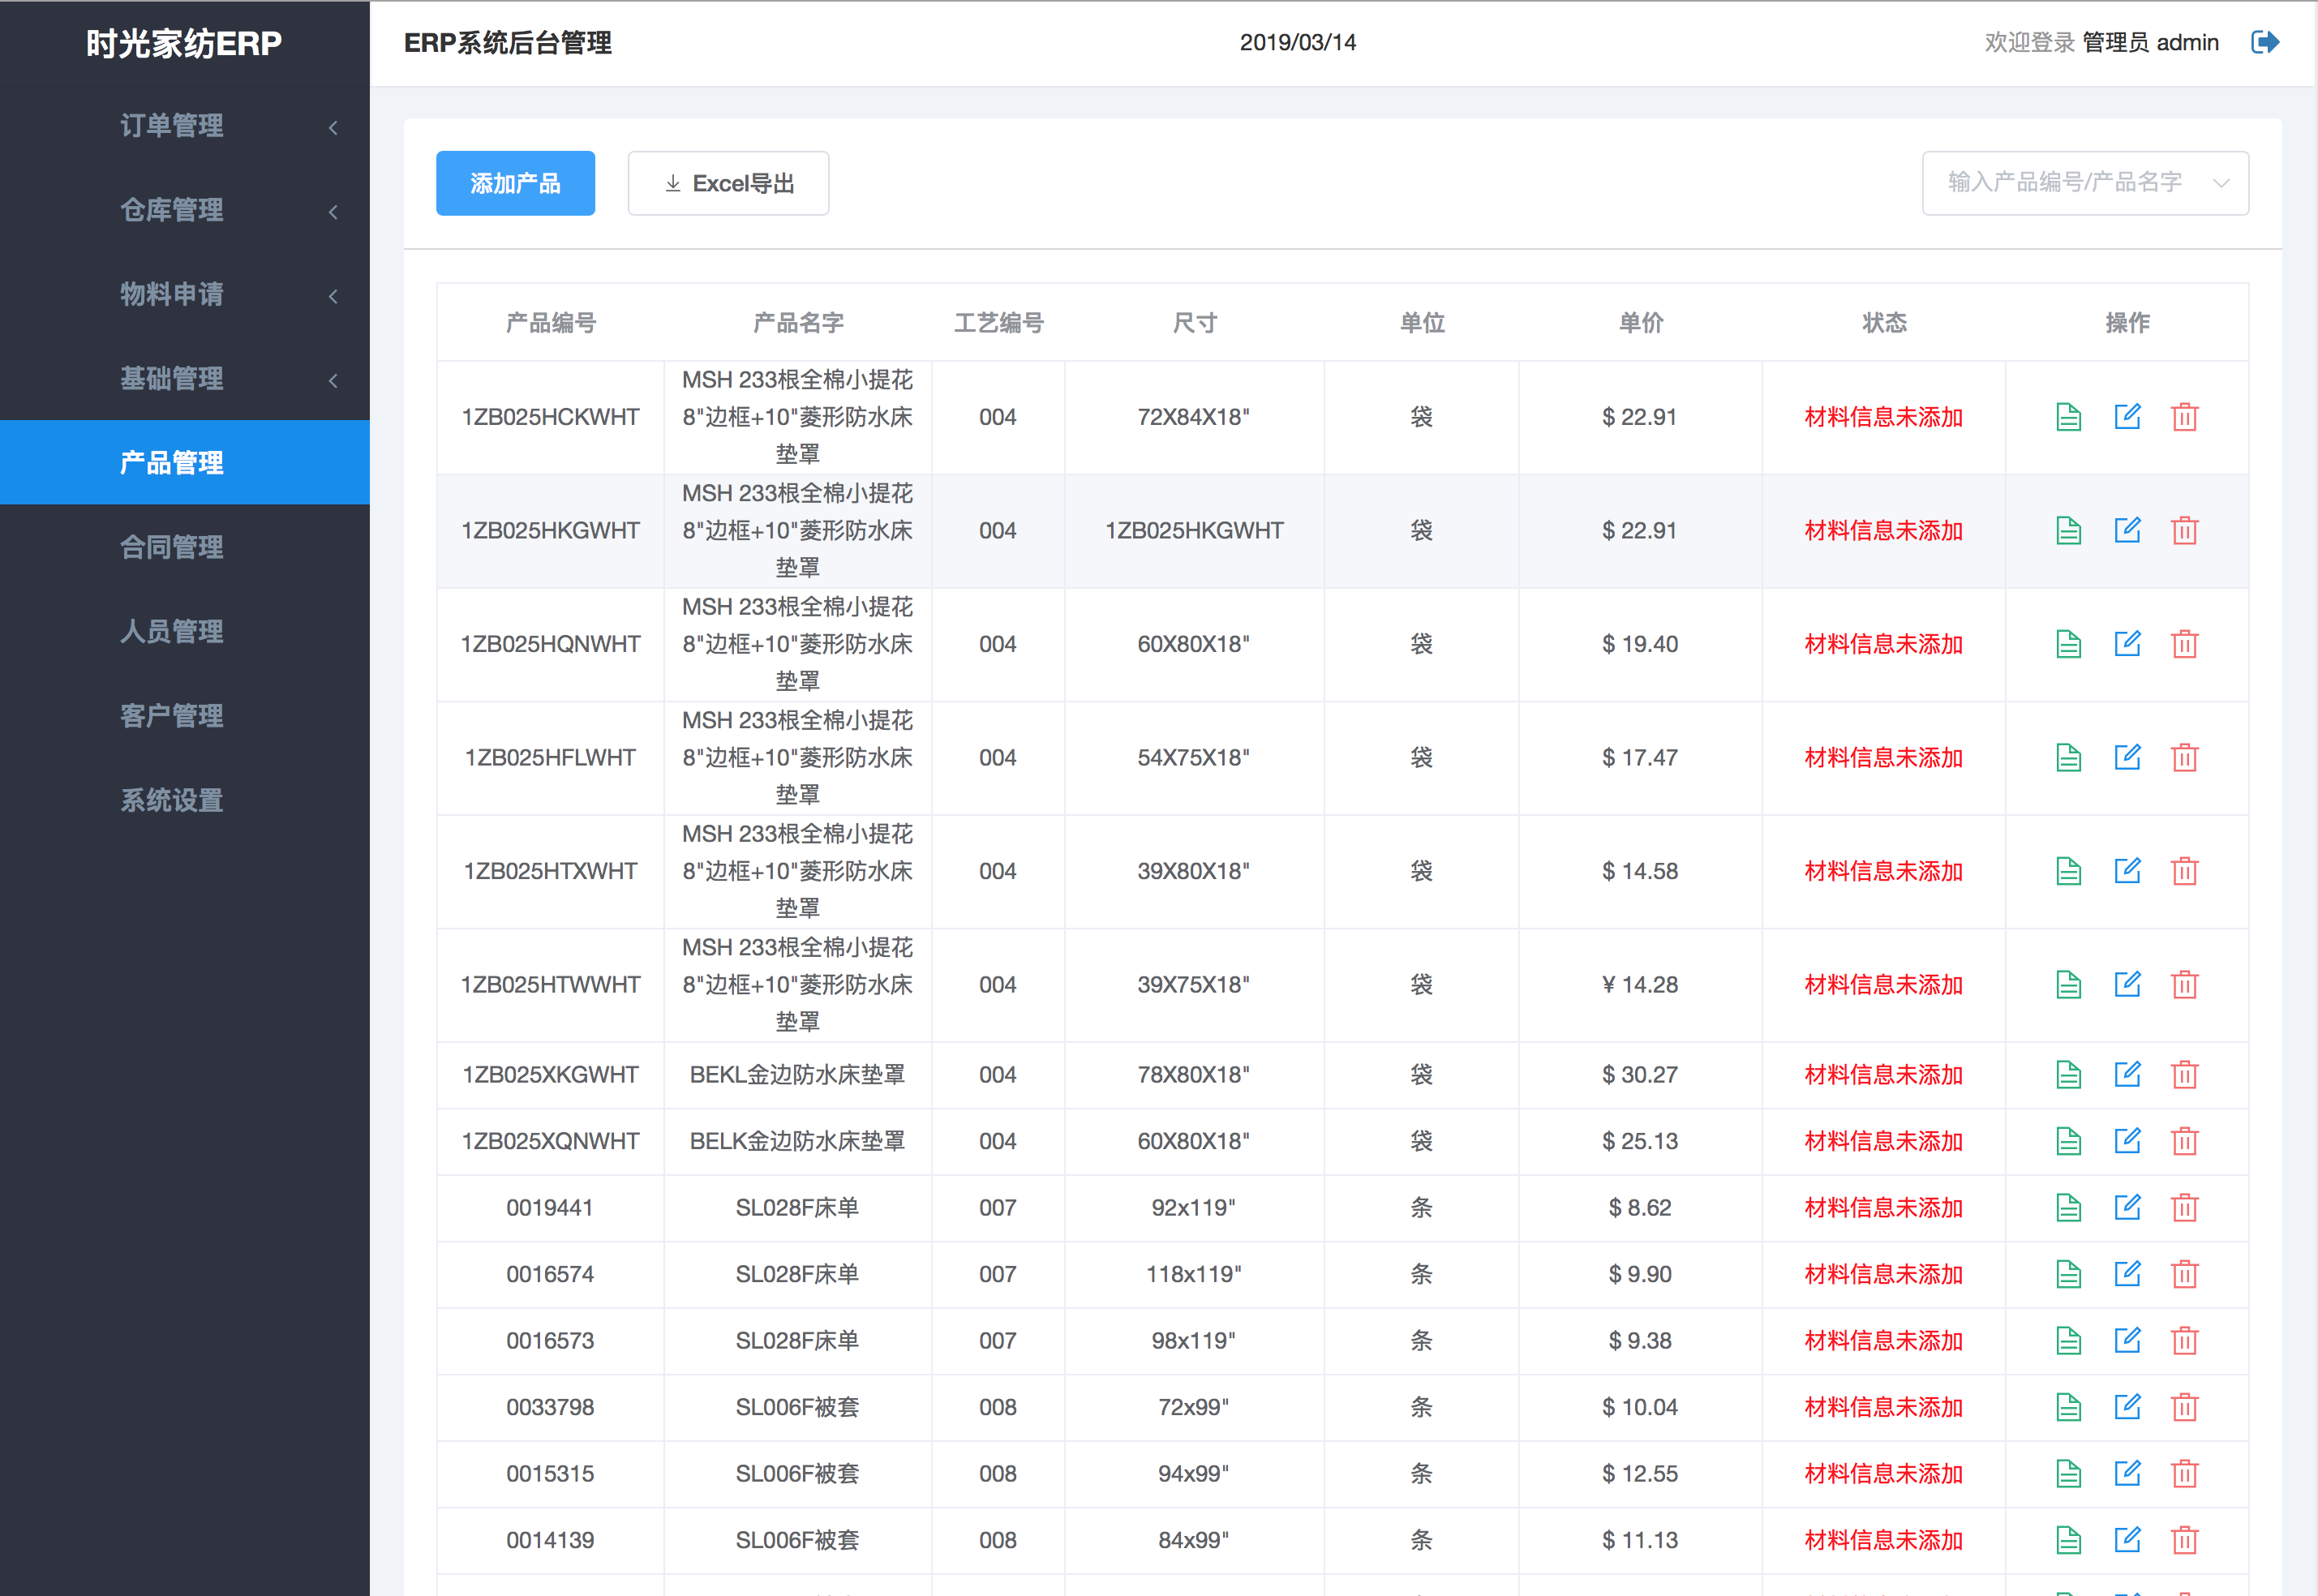 时光家纺ERP
ERP系统后台管理
2019/03/14
欢迎登录 管理员 admin
订单管理
仓库管理
物料申请
基础管理
产品管理
合同管理
人员管理
客户管理
系统设置
添加产品
Excel导出
输入产品编号/产品名字
产品编号 产品名字 工艺编号 尺寸 单位 单价 状态 操作
MSH 233根全棉小提花
1ZB025HCKWHT 8"边框+10"菱形防水床 004 72X84X18" 袋 $ 22.91 材料信息未添加
垫罩
MSH 233根全棉小提花
1ZB025HKGWHT 8"边框+10"菱形防水床 004 1ZB025HKGWHT 袋 $ 22.91 材料信息未添加
垫罩
MSH 233根全棉小提花
1ZB025HQNWHT 8"边框+10"菱形防水床 004 60X80X18" 袋 $ 19.40 材料信息未添加
垫罩
MSH 233根全棉小提花
1ZB025HFLWHT 8"边框+10"菱形防水床 004 54X75X18" 袋 $ 17.47 材料信息未添加
垫罩
MSH 233根全棉小提花
1ZB025HTXWHT 8"边框+10"菱形防水床 004 39X80X18" 袋 $ 14.58 材料信息未添加
垫罩
MSH 233根全棉小提花
1ZB025HTWWHT 8"边框+10"菱形防水床 004 39X75X18" 袋 ¥ 14.28 材料信息未添加
垫罩
1ZB025XKGWHT BEKL金边防水床垫罩 004 78X80X18" 袋 $ 30.27 材料信息未添加
1ZB025XQNWHT BELK金边防水床垫罩 004 60X80X18" 袋 $ 25.13 材料信息未添加
0019441 SL028F床单 007 92x119" 条 $ 8.62 材料信息未添加
0016574 SL028F床单 007 118x119" 条 $ 9.90 材料信息未添加
0016573 SL028F床单 007 98x119" 条 $ 9.38 材料信息未添加
0033798 SL006F被套 008 72x99" 条 $ 10.04 材料信息未添加
0015315 SL006F被套 008 94x99" 条 $ 12.55 材料信息未添加
0014139 SL006F被套 008 84x99" 条 $ 11.13 材料信息未添加